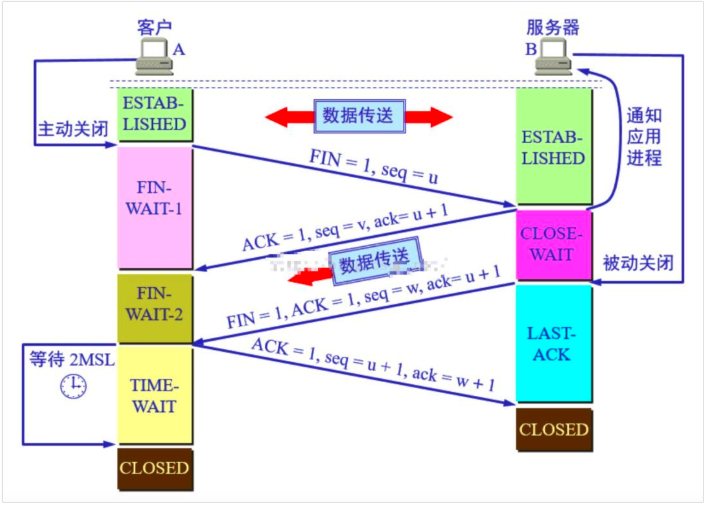 客户
A
服务器
B
ESTAB-
LISHED
数据传送
主动关闭
通知
应用
进程
ESTAB-
LISHED
FIN = 1, seq = u
FIN-
WAIT-1
ACK = 1, seq = v, ack= u + 1
CLOSE-
WAIT
数据传送
被动关闭
FIN = 1, ACK = 1, seq = w, ack= u + 1
FIN-
WAIT-2
LAST-
ACK
等待 2MSL
ACK = 1, seq = u + 1, ack = w + 1
TIME-
WAIT
CLOSED
CLOSED